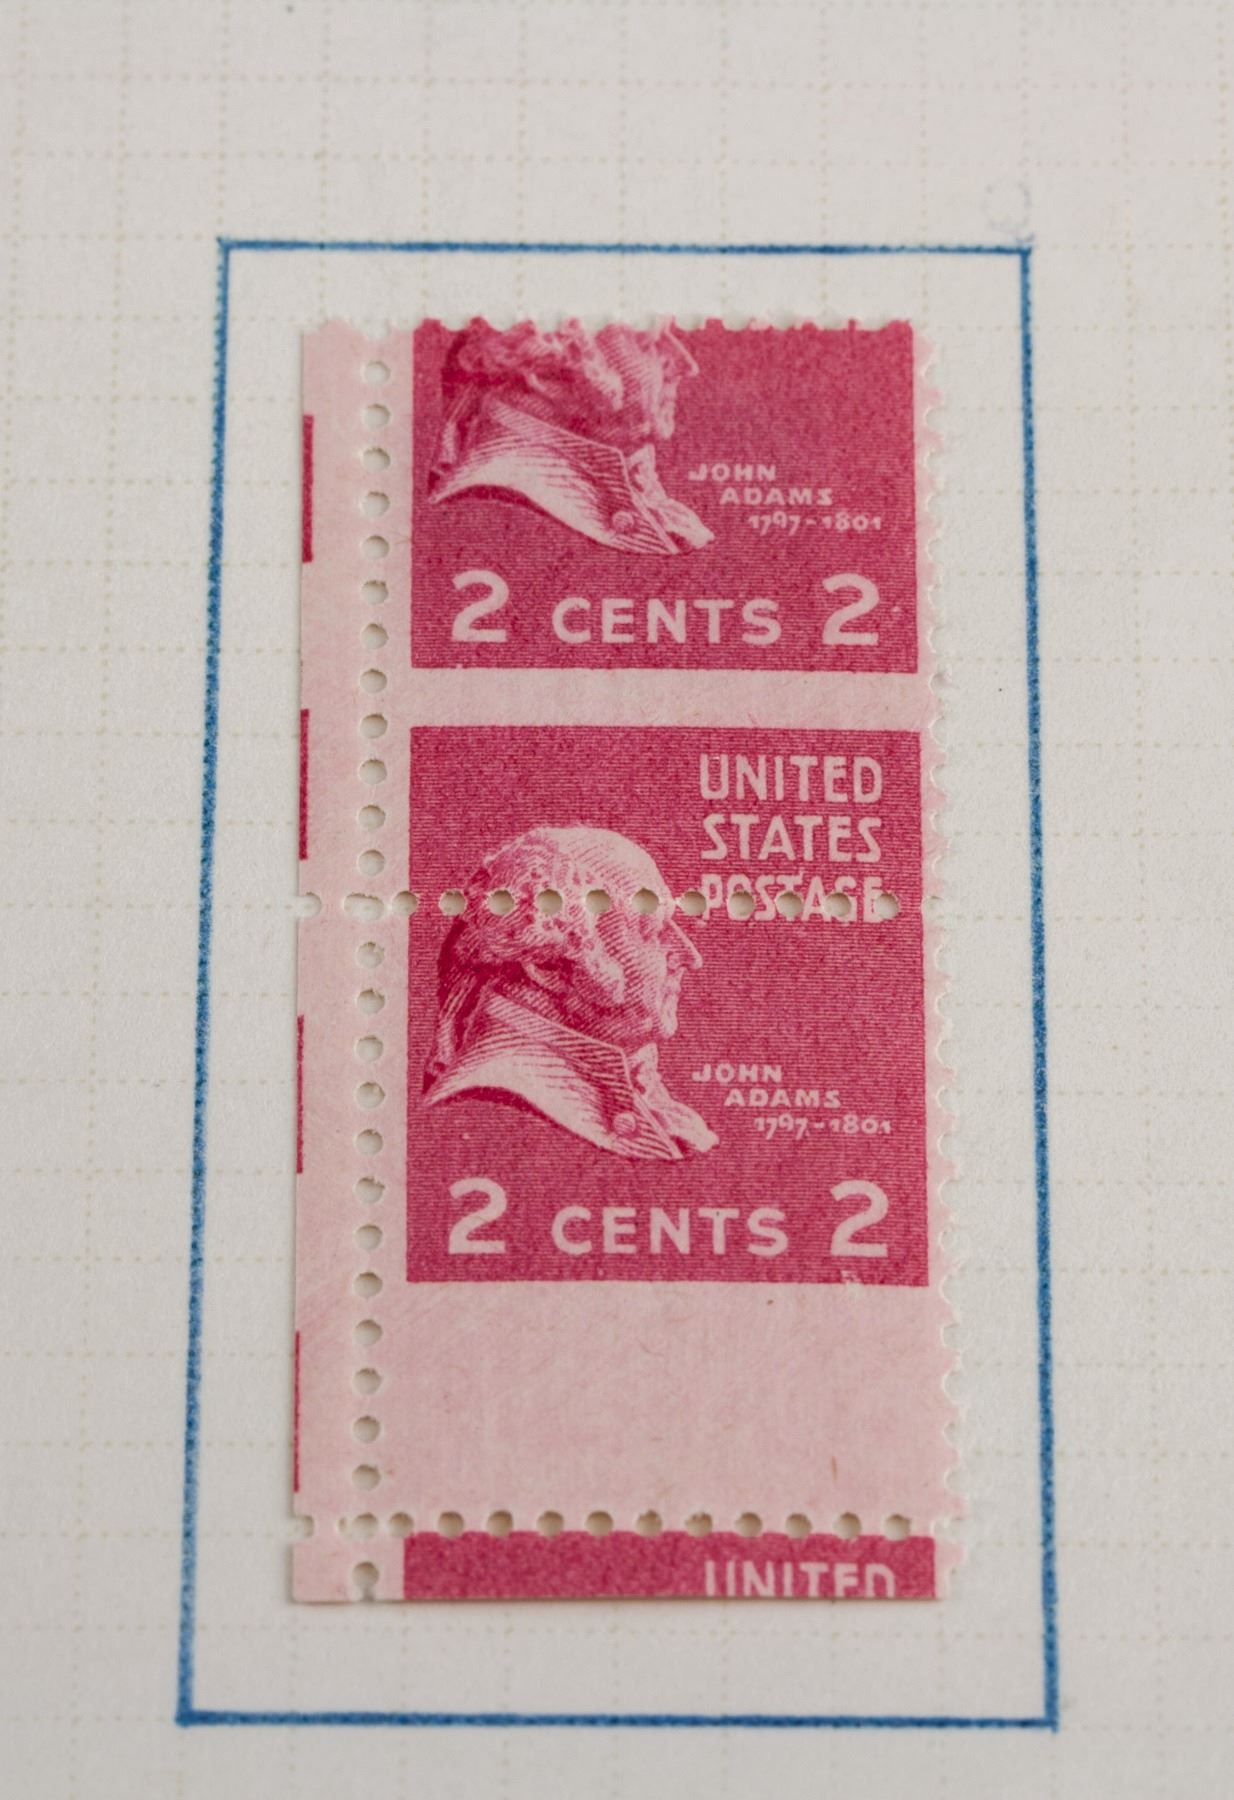 JOHN
ADAMS
1797-1801
2 CENTS 2
UNITED
STATES
POSTAGE
JOHN
ADAMS
1797-1801
2 CENTS 2
UNITED